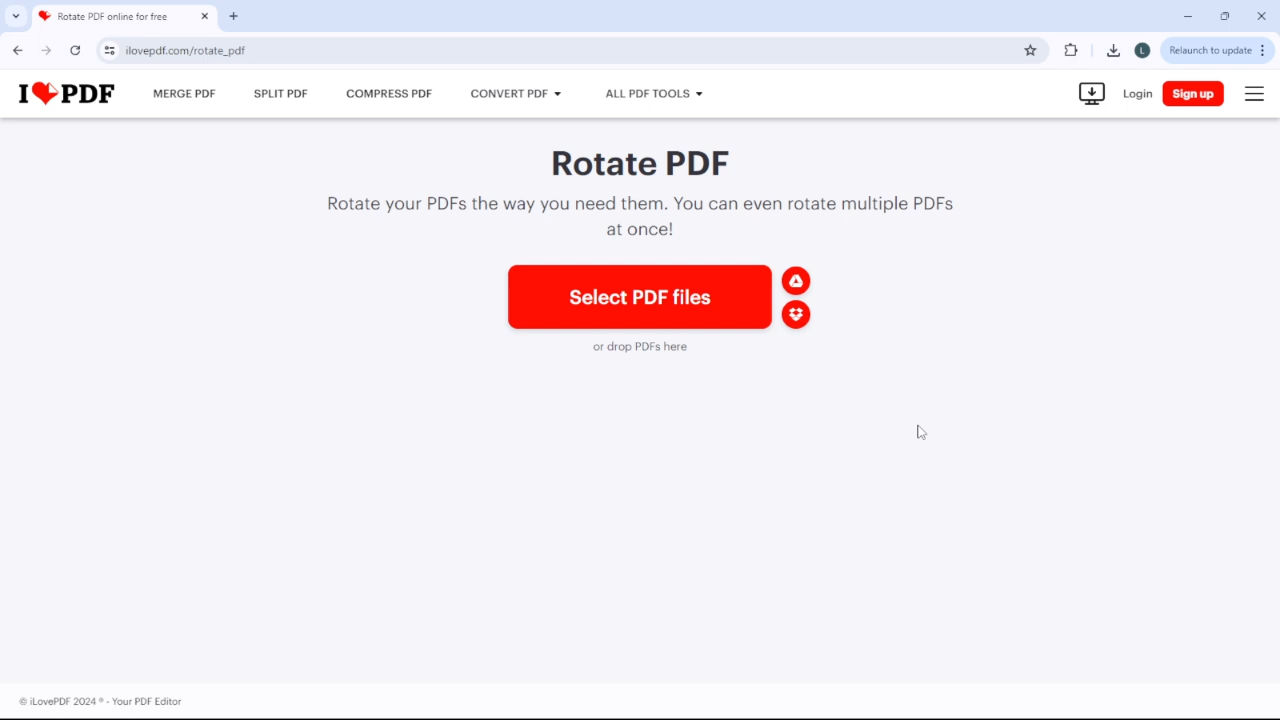 Rotate PDF online for free
ilovepdf.com/rotate_pdf
L
Relaunch to update
I PDF
MERGE PDF
SPLIT PDF
COMPRESS PDF
CONVERT PDF
ALL PDF TOOLS
Login
Sign up
Rotate PDF
Rotate your PDFs the way you need them. You can even rotate multiple PDFs
at once!
Select PDF files
or drop PDFs here
© iLovePDF 2024 ® - Your PDF Editor